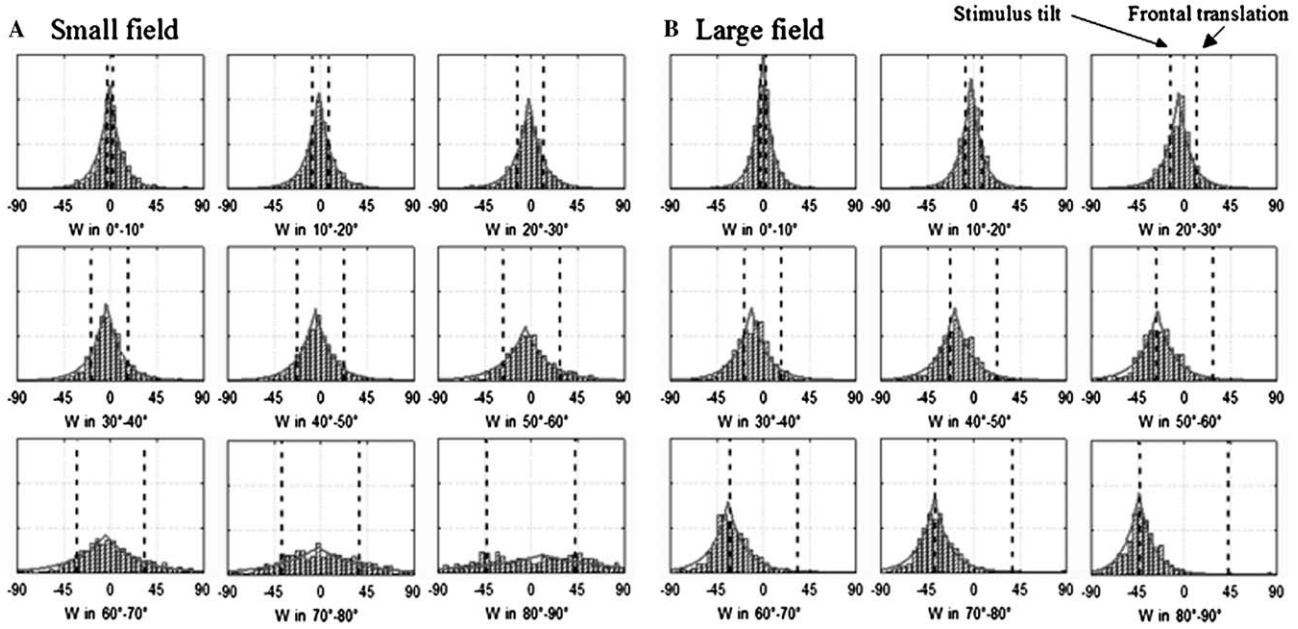 Stimulus tilt Frontal translation
A Small field B Large field
-90 -45 0 45 90 -90 -45 0 45 90 -90 -45 0 45 90 -90 -45 0 45 90 -90 -45 0 45 90 -90 -45 0 45 90
W in 0°-10° W in 10°-20° W in 20°-30° W in 0°-10° W in 10°-20° W in 20°-30°
-90 -45 0 45 90 -90 -45 0 45 90 -90 -45 0 45 90 -90 -45 0 45 90 -90 -45 0 45 90 -90 -45 0 45 90
W in 30°-40° W in 40°-50° W in 50°-60° W in 30°-40° W in 40°-50° W in 50°-60°
-90 -45 0 45 90 -90 -45 0 45 90 -90 -45 0 45 90 -90 -45 0 45 90 -90 -45 0 45 90 -90 -45 0 45 90
W in 60°-70° W in 70°-80° W in 80°-90° W in 60°-70° W in 70°-80° W in 80°-90°